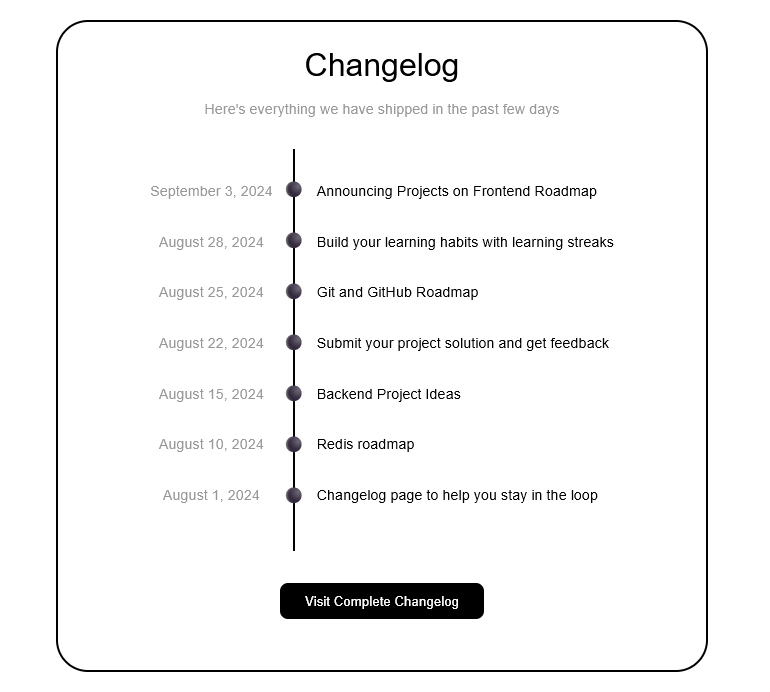 Changelog
Here's everything we have shipped in the past few days
September 3, 2024 Announcing Projects on Frontend Roadmap
August 28, 2024 Build your learning habits with learning streaks
August 25, 2024 Git and GitHub Roadmap
August 22, 2024 Submit your project solution and get feedback
August 15, 2024 Backend Project Ideas
August 10, 2024 Redis roadmap
August 1, 2024 Changelog page to help you stay in the loop
Visit Complete Changelog